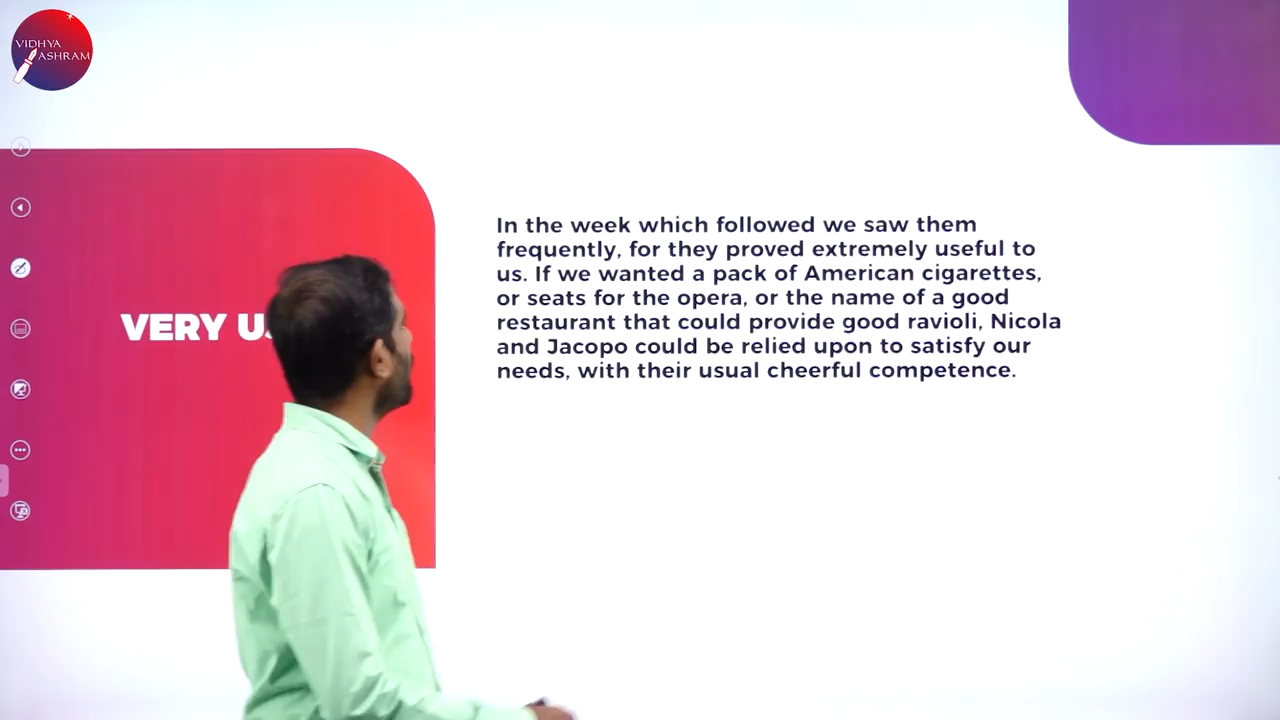 VIDHYA
ASHRAM
VERY
In the week which followed we saw them
frequently, for they proved extremely useful to
us. If we wanted a pack of American cigarettes,
or seats for the opera, or the name of a good
restaurant that could provide good ravioli, Nicola
and Jacopo could be relied upon to satisfy our
needs, with their usual cheerful competence.